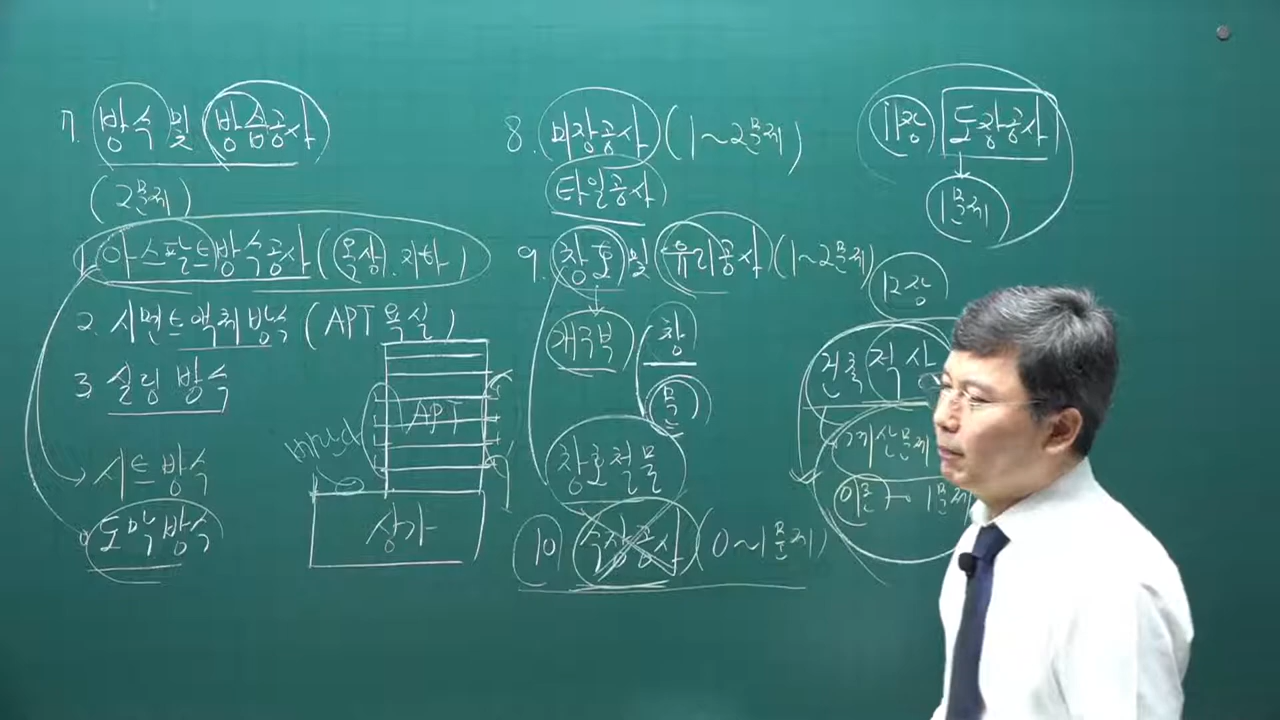 7. 방수 및 방습공사
(2문제)
1. 아스팔트방수공사 (옥상. 지하)
2. 시멘트액체방수 (APT 욕실)
3. 실링 방수
시트 방수
도막방수
APT
상가
8. 미장공사 (1~2문제)
타일공사
9. 창호 및 유리공사 (1~2문제)
개구부
창
문
창호철물
10 수장공사 (0~1문제)
11장 도장공사
1문제
12장
건축적사
계산문제
이론 1문제